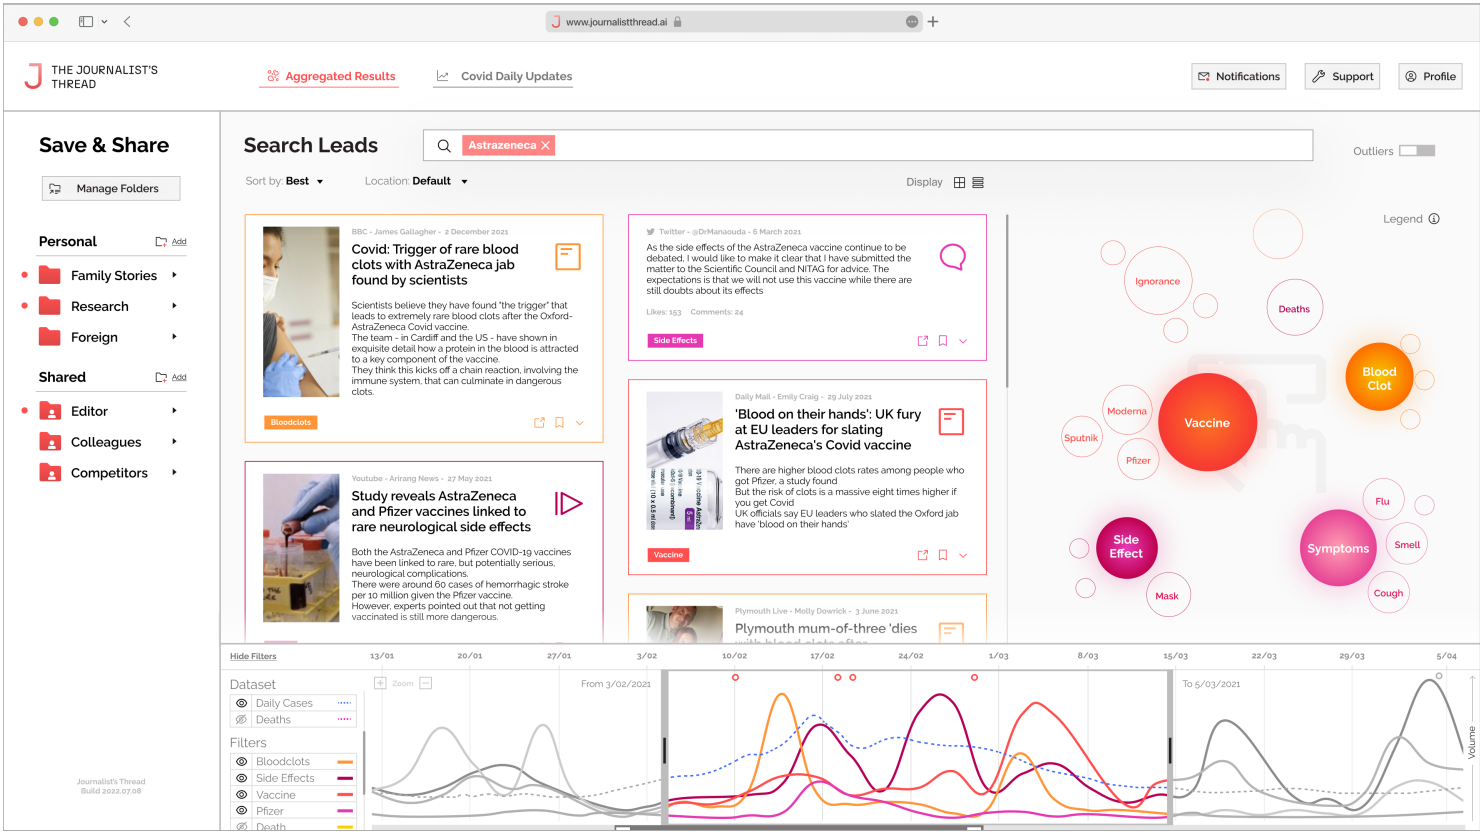 www.journalistthread.ai
THE JOURNALIST'S
THREAD
Aggregated Results
Covid Daily Updates
Notifications
Support
Profile
Save & Share
Manage Folders
Personal
Add
Family Stories
Research
Foreign
Shared
Add
Editor
Colleagues
Competitors
Journalist's Thread
Build 2022.07.08
Search Leads
Astrazeneca
Outliers
Sort by: Best
Location: Default
Display
Legend
BBC - James Gallagher - 2 December 2021
Covid: Trigger of rare blood
clots with AstraZeneca jab
found by scientists
Scientists believe they have found "the trigger" that
leads to extremely rare blood clots after the Oxford-
AstraZeneca Covid vaccine.
The team - in Cardiff and the US - have shown in
exquisite detail how a protein in the blood is attracted
to a key component of the vaccine.
They think this kicks off a chain reaction, involving the
immune system, that can culminate in dangerous
clots.
Bloodclots
Youtube - Arirang News - 27 May 2021
Study reveals AstraZeneca
and Pfizer vaccines linked to
rare neurological side effects
Both the AstraZeneca and Pfizer COVID-19 vaccines
have been linked to rare, but potentially serious,
neurological complications.
There were around 60 cases of hemorrhagic stroke
per 10 million given the Pfizer vaccine.
However, experts pointed out that not getting
vaccinated is still more dangerous.
Twitter - @DrManaouda - 6 March 2021
As the side effects of the AstraZeneca vaccine continue to be
debated, I would like to make it clear that I have submitted the
matter to the Scientific Council and NITAG for advice. The
expectations is that we will not use this vaccine while there are
still doubts about its effects
Likes: 153 Comments: 24
Side Effects
Daily Mail - Emily Craig - 29 July 2021
'Blood on their hands': UK fury
at EU leaders for slating
AstraZeneca's Covid vaccine
There are higher blood clots rates among people who
got Pfizer, a study found
But the risk of clots is a massive eight times higher if
you get Covid
UK officials say EU leaders who slated the Oxford jab
have 'blood on their hands'
Vaccine
Plymouth Live - Molly Dowrick - 3 June 2021
Plymouth mum-of-three 'dies
with blood clots after
Ignorance
Deaths
Blood
Clot
Vaccine
Moderna
Sputnik
Pfizer
Flu
Side
Effect
Symptoms
Smell
Mask
Cough
Hide Filters
13/01
20/01
27/01
3/02
10/02
17/02
24/02
1/03
8/03
15/03
22/03
29/03
5/04
Dataset
Daily Cases
Deaths
Filters
Bloodclots
Side Effects
Vaccine
Pfizer
Death
Zoom
From 3/02/2021
To 5/03/2021
Volume